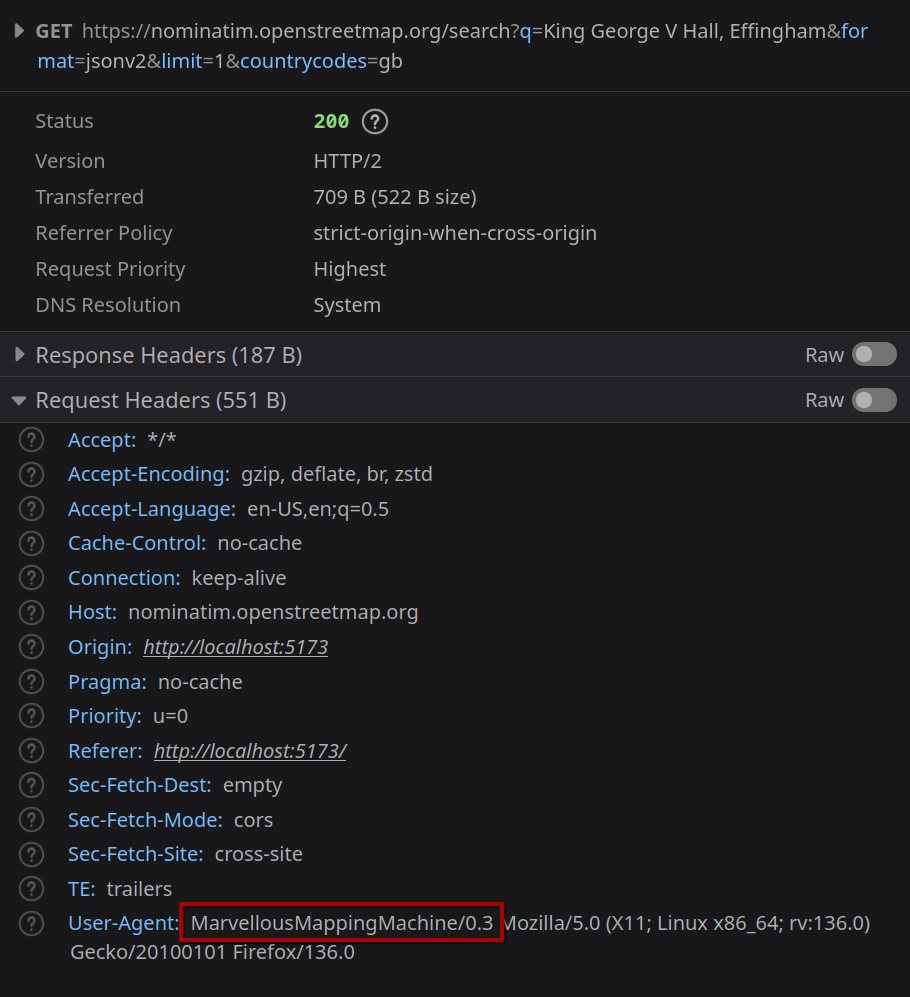 GET https://nominatim.openstreetmap.org/search?q=King George V Hall, Effingham&for
mat=jsonv2&limit=1&countrycodes=gb
Status 200 ?
Version HTTP/2
Transferred 709 B (522 B size)
Referrer Policy strict-origin-when-cross-origin
Request Priority Highest
DNS Resolution System
Response Headers (187 B) Raw
Request Headers (551 B) Raw
? Accept: */*
? Accept-Encoding: gzip, deflate, br, zstd
? Accept-Language: en-US,en;q=0.5
? Cache-Control: no-cache
? Connection: keep-alive
? Host: nominatim.openstreetmap.org
? Origin: http://localhost:5173
? Pragma: no-cache
? Priority: u=0
? Referer: http://localhost:5173/
? Sec-Fetch-Dest: empty
? Sec-Fetch-Mode: cors
? Sec-Fetch-Site: cross-site
? TE: trailers
? User-Agent: MarvellousMappingMachine/0.3 Mozilla/5.0 (X11; Linux x86_64; rv:136.0)
Gecko/20100101 Firefox/136.0